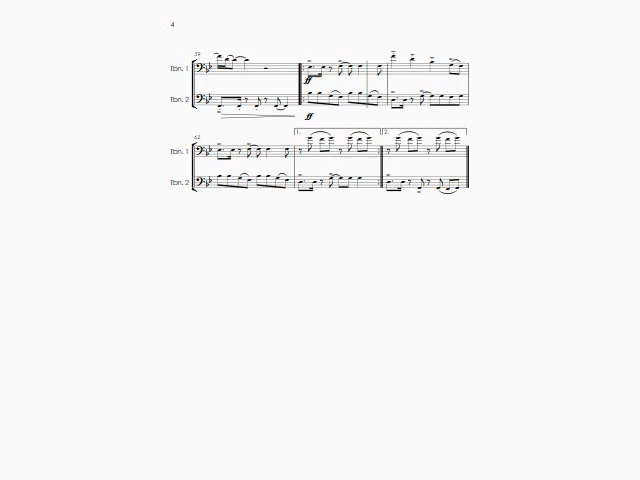 4
59
Tbn. 1
ff
Tbn. 2
ff
62
1.
2.
Tbn. 1
Tbn. 2